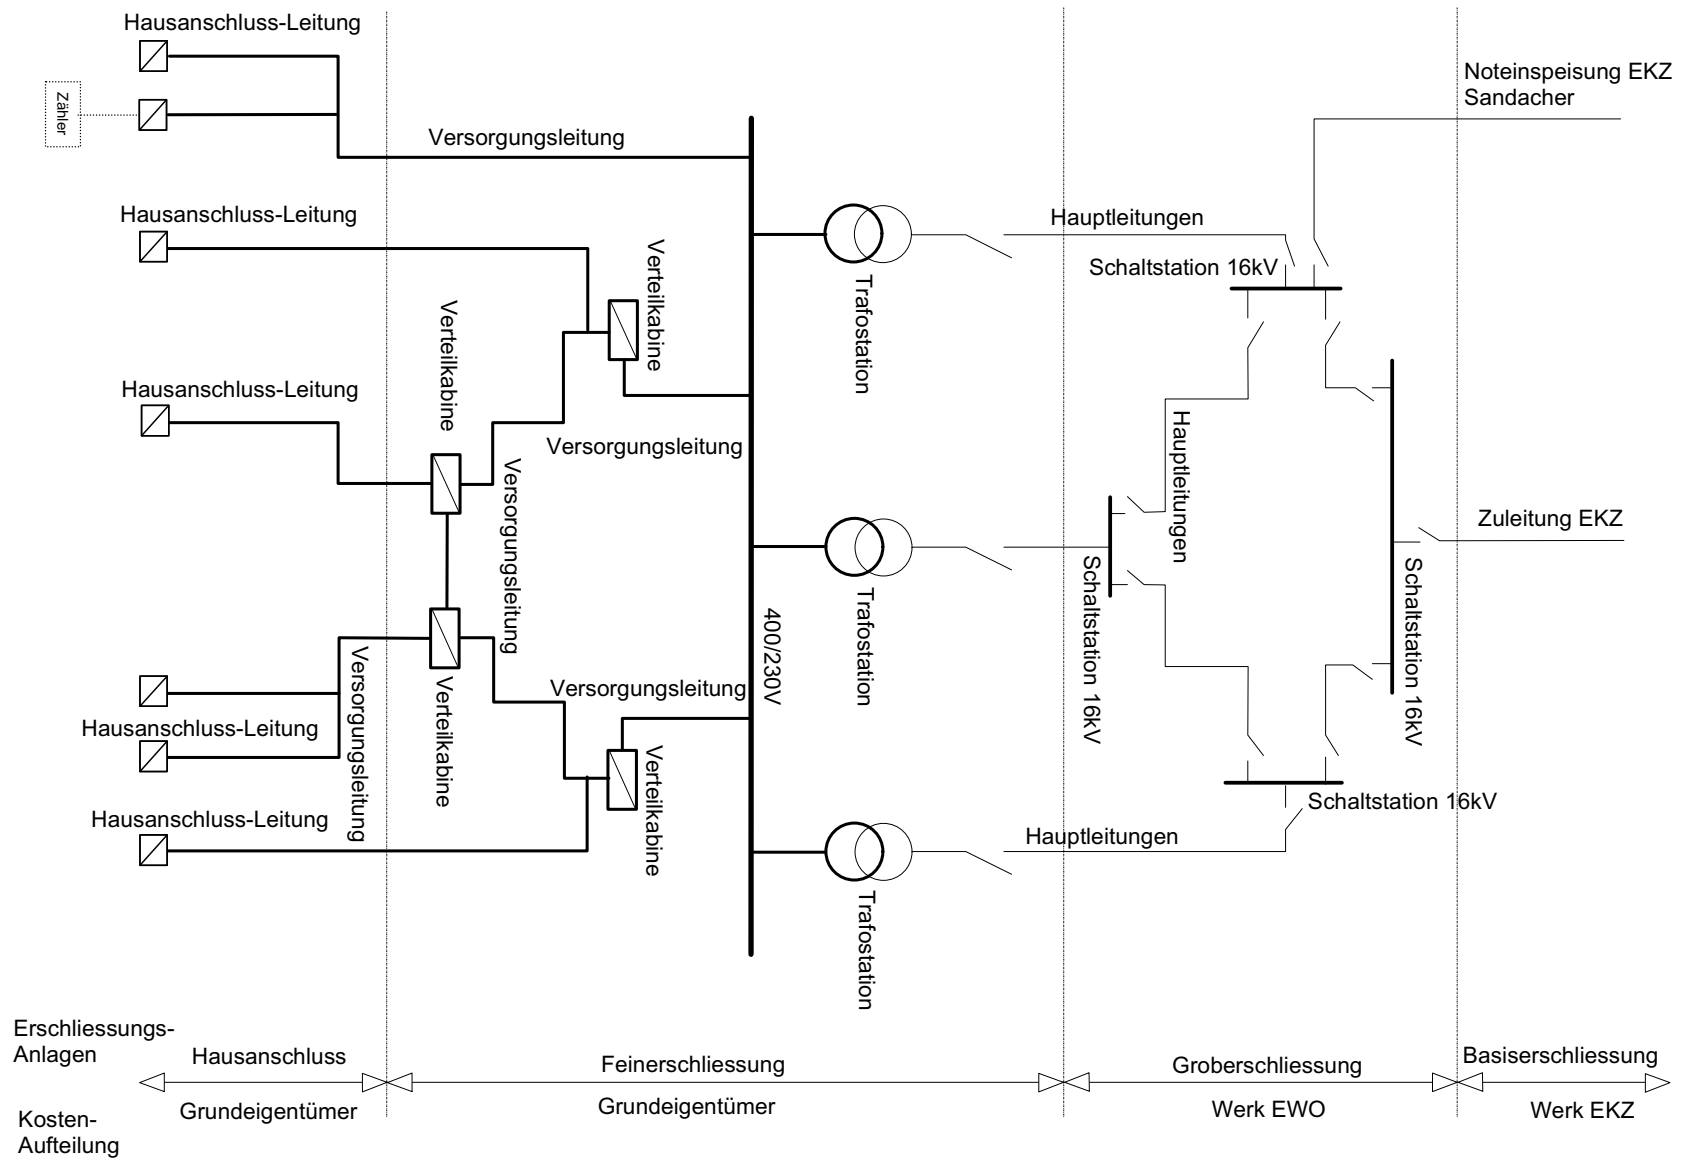 Hausanschluss-Leitung
Noteinspeisung EKZ
Sandacher
Zähler
Versorgungsleitung
Hausanschluss-Leitung
Hauptleitungen
Verteilkabine
Schaltstation 16kV
Trafostation
Verteilkabine
Hausanschluss-Leitung
Hauptleitungen
Versorgungsleitung
Versorgungsleitung
Zuleitung EKZ
Schaltstation 16kV
Schaltstation 16kV
Trafostation
400/230V
Versorgungsleitung
Versorgungsleitung
Verteilkabine
Hausanschluss-Leitung
Verteilkabine
Schaltstation 16kV
Hausanschluss-Leitung
Hauptleitungen
Trafostation
Erschliessungs-
Anlagen
Hausanschluss
Feinerschliessung
Groberschliessung
Basiserschliessung
Kosten-
Aufteilung
Grundeigentümer
Grundeigentümer
Werk EWO
Werk EKZ